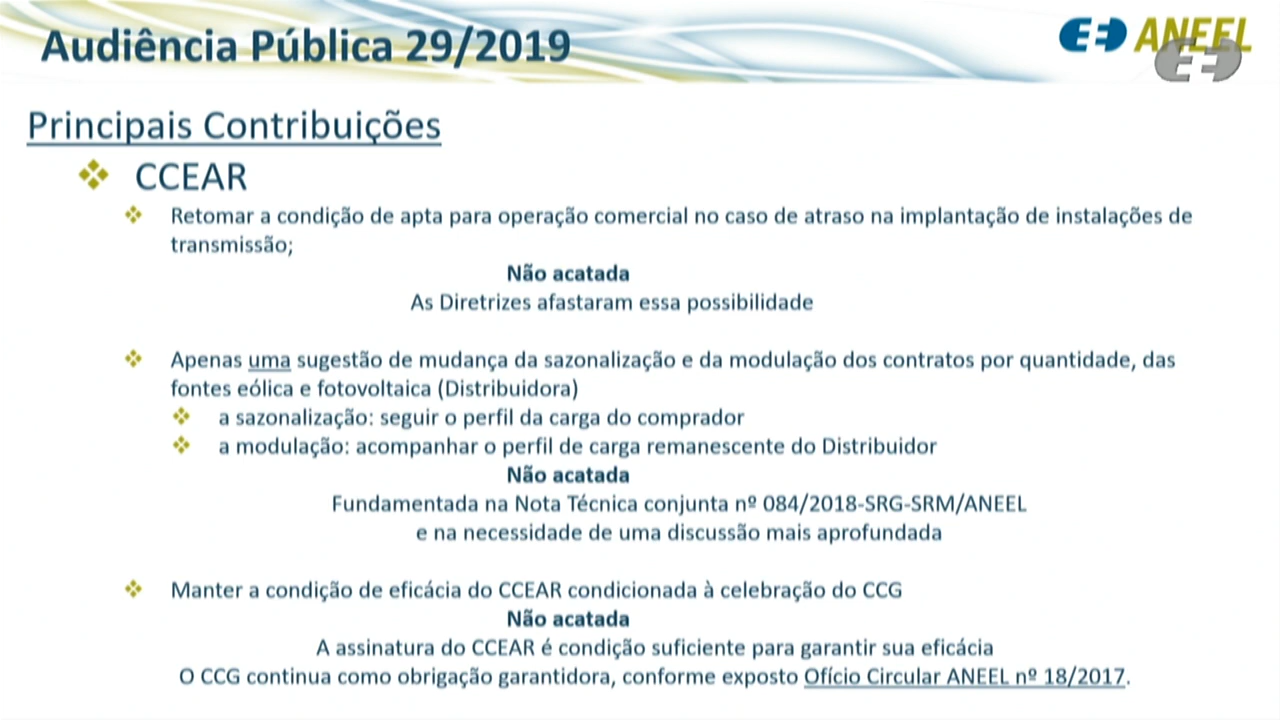 Audiência Pública 29/2019
ANEEL
Principais Contribuições
CCEAR
Retomar a condição de apta para operação comercial no caso de atraso na implantação de instalações de
transmissão;
Não acatada
As Diretrizes afastaram essa possibilidade
Apenas uma sugestão de mudança da sazonalização e da modulação dos contratos por quantidade, das
fontes eólica e fotovoltaica (Distribuidora)
a sazonalização: seguir o perfil da carga do comprador
a modulação: acompanhar o perfil de carga remanescente do Distribuidor
Não acatada
Fundamentada na Nota Técnica conjunta nº 084/2018-SRG-SRM/ANEEL
e na necessidade de uma discussão mais aprofundada
Manter a condição de eficácia do CCEAR condicionada à celebração do CCG
Não acatada
A assinatura do CCEAR é condição suficiente para garantir sua eficácia
O CCG continua como obrigação garantidora, conforme exposto Ofício Circular ANEEL nº 18/2017.